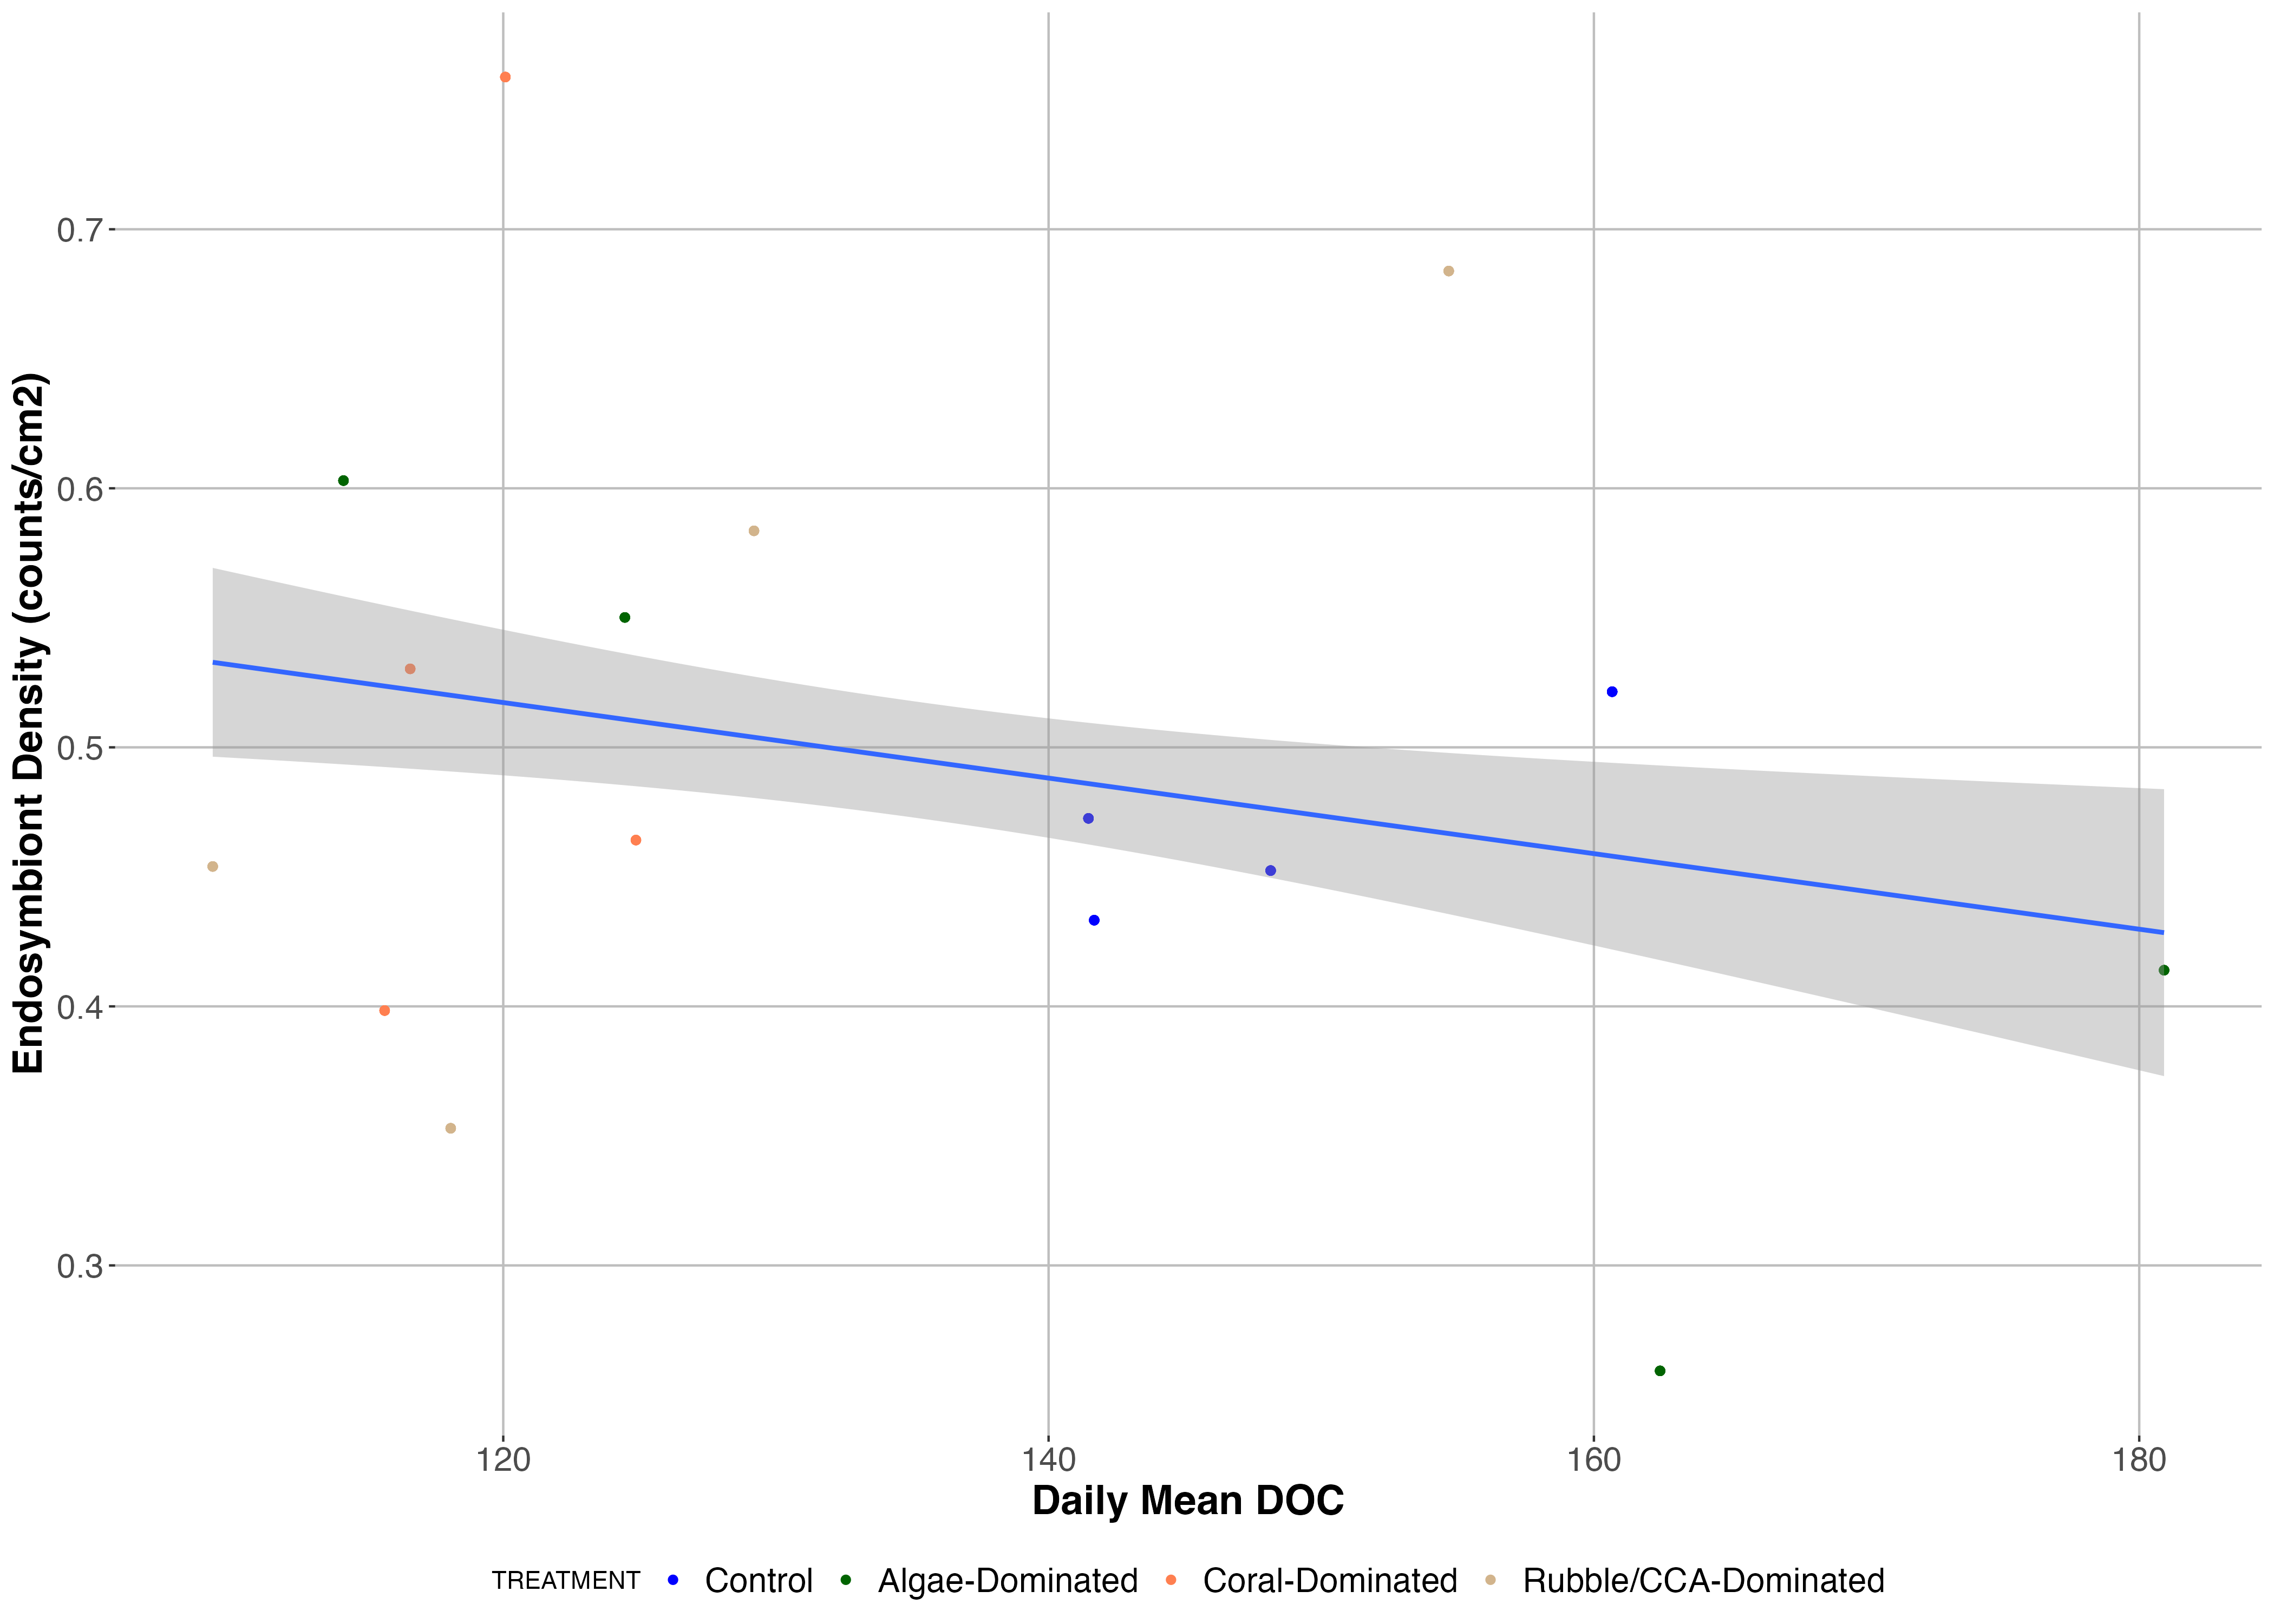 Endosymbiont Density (counts/cm2)
0.7
0.6
0.5
0.4
0.3
120 140 160 180
Daily Mean DOC
TREATMENT Control Algae-Dominated Coral-Dominated Rubble/CCA-Dominated